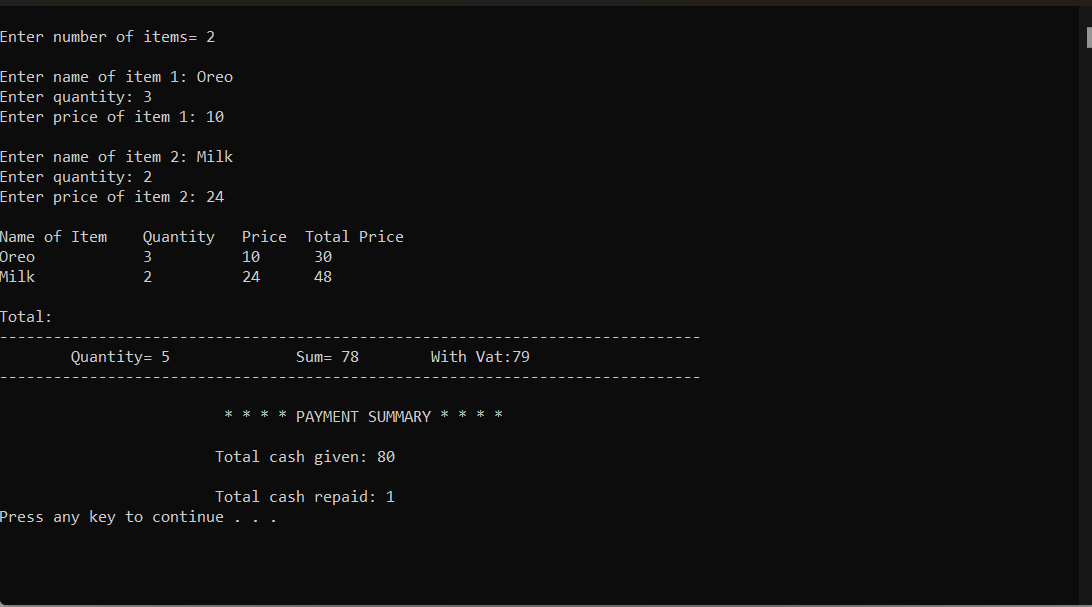 Enter number of items= 2
Enter name of item 1: Oreo
Enter quantity: 3
Enter price of item 1: 10
Enter name of item 2: Milk
Enter quantity: 2
Enter price of item 2: 24
Name of Item    Quantity   Price  Total Price
Oreo            3          10      30
Milk            2          24      48
Total:
------------------------------------------------------------------------------
        Quantity= 5              Sum= 78        With Vat:79
------------------------------------------------------------------------------
                         * * * * PAYMENT SUMMARY * * * *
                        Total cash given: 80
                        Total cash repaid: 1
Press any key to continue . . .